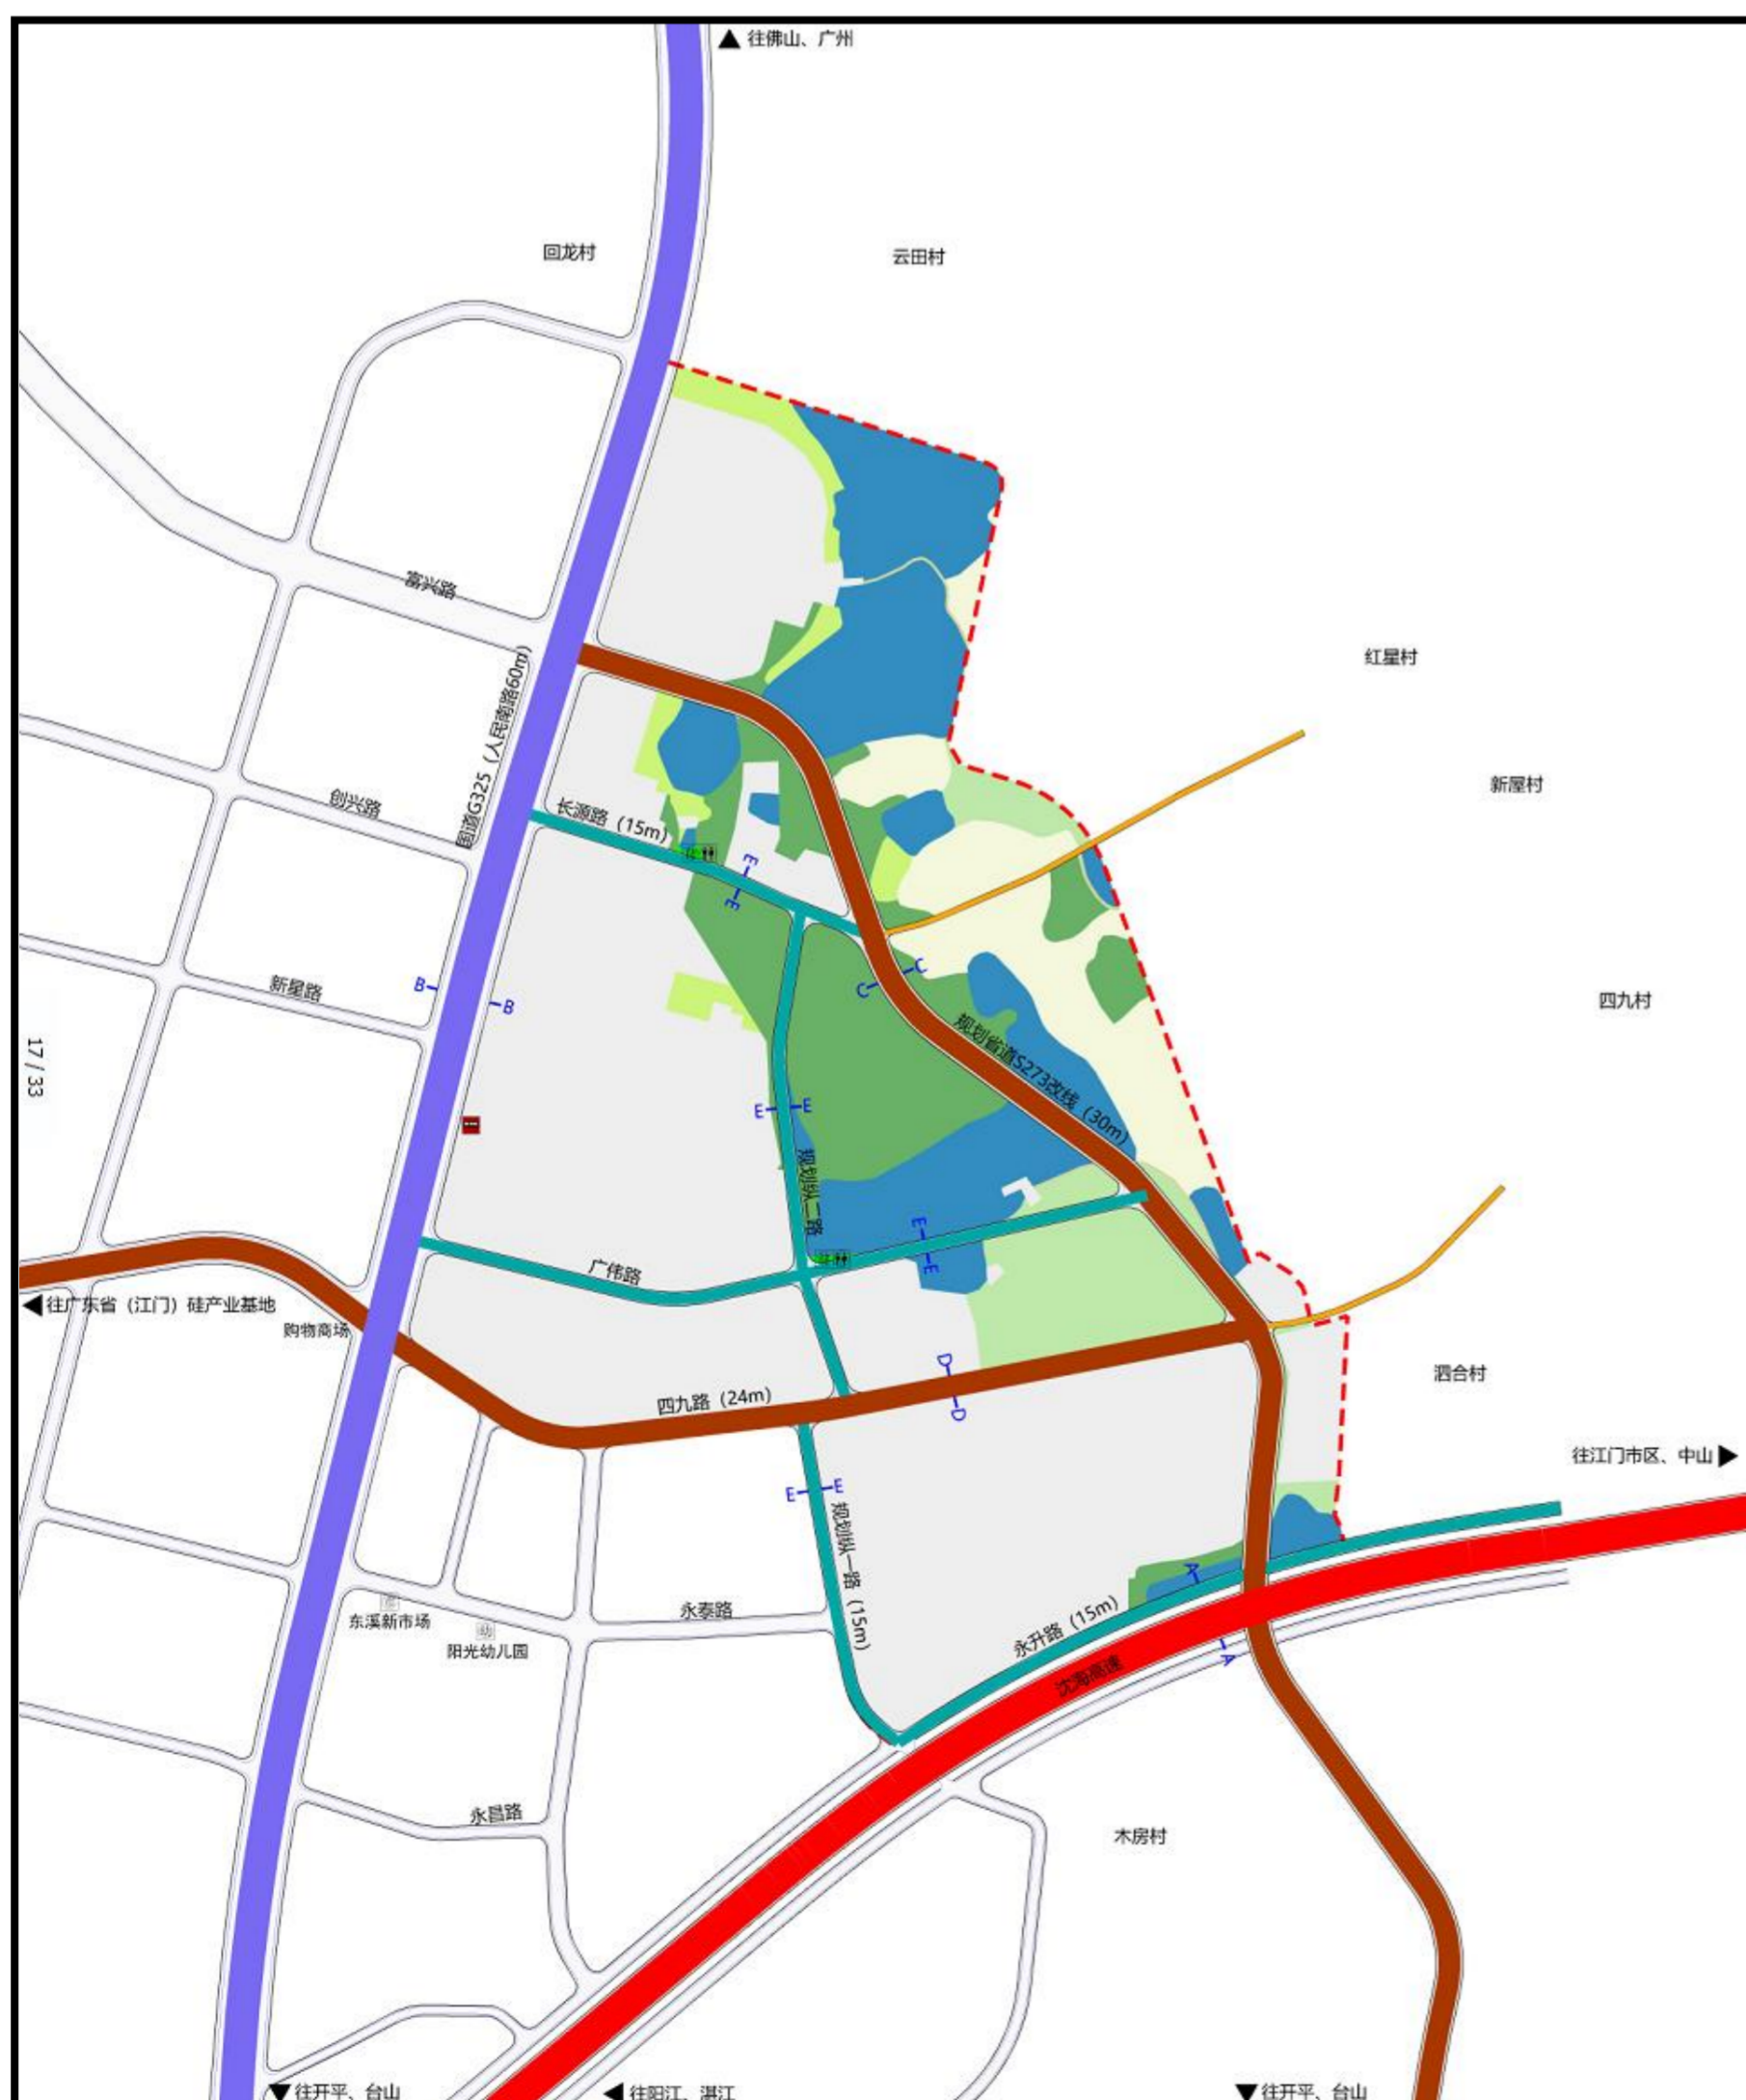 往佛山、广州
回龙村
云田村
富兴路
国道G325（人民南路60m）
红星村
新屋村
创兴路
长源路（15m）
E
E
新星路
B
B
C
C
四九村
规划省道S273改线（30m）
17 / 33
E
E
规划纵二路
E
E
广伟路
往广东省（江门）硅产业基地
购物商场
D
D
四九路（24m）
泗合村
往江门市区、中山
E
E
规划纵一路（15m）
A
永升路（15m）
沈海高速
A
东溪新市场
幼
阳光幼儿园
永泰路
永昌路
木房村
往开平、台山
往阳江、湛江
往开平、台山